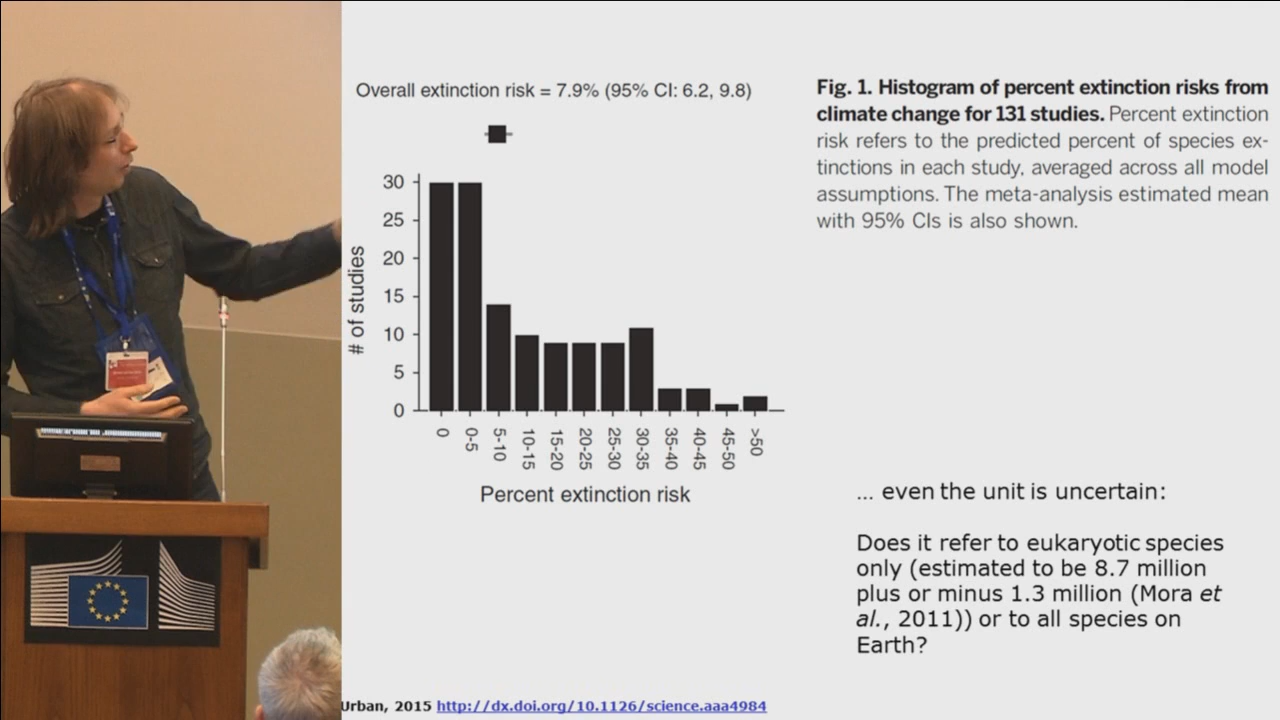 Overall extinction risk = 7.9% (95% CI: 6.2, 9.8)
30
25
20
15
10
5
0
# of studies
0
0-5
5-10
10-15
15-20
20-25
25-30
30-35
35-40
40-45
45-50
>50
Percent extinction risk
Fig. 1. Histogram of percent extinction risks from
climate change for 131 studies. Percent extinction
risk refers to the predicted percent of species ex-
tinctions in each study, averaged across all model
assumptions. The meta-analysis estimated mean
with 95% CIs is also shown.
... even the unit is uncertain:
Does it refer to eukaryotic species
only (estimated to be 8.7 million
plus or minus 1.3 million (Mora et
al., 2011)) or to all species on
Earth?
Urban, 2015 http://dx.doi.org/10.1126/science.aaa4984